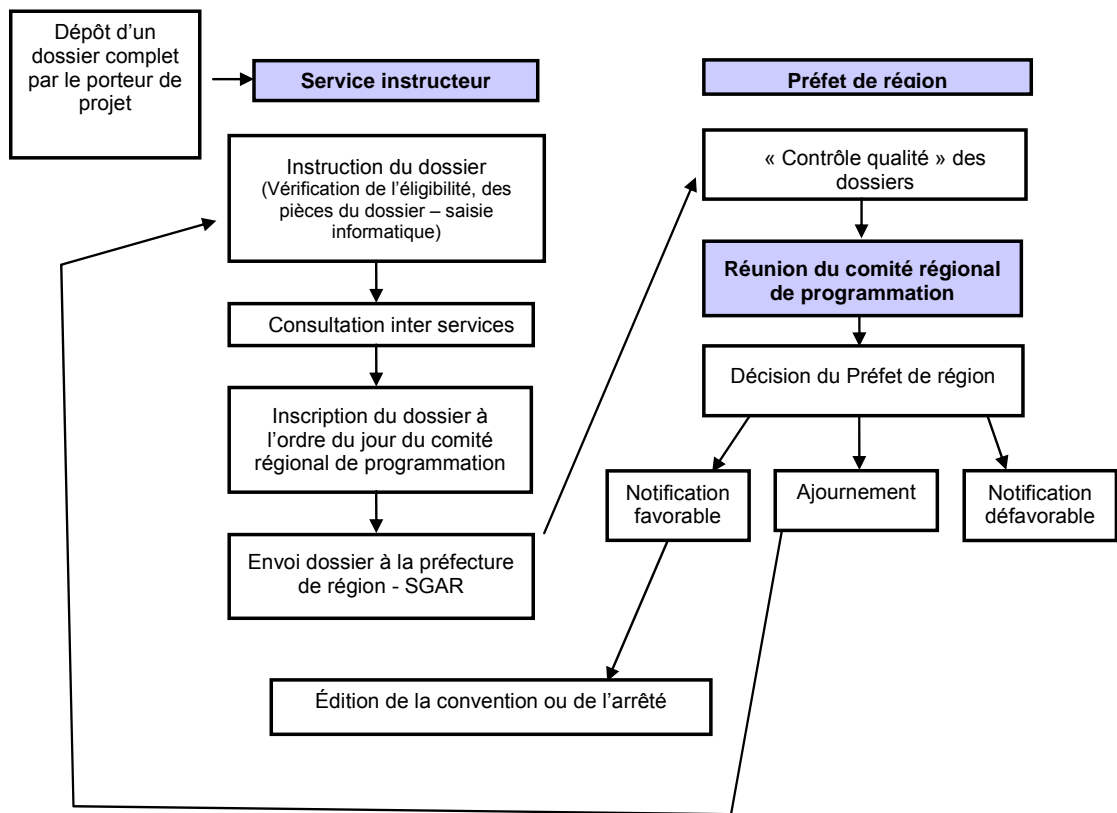 Dépôt d’un
dossier complet
par le porteur de
projet
Service instructeur
Instruction du dossier
(Vérification de l’éligibilité, des
pièces du dossier – saisie
informatique)
Consultation inter services
Inscription du dossier à
l’ordre du jour du comité
régional de programmation
Envoi dossier à la préfecture
de région - SGAR
Préfet de région
« Contrôle qualité » des
dossiers
Réunion du comité régional
de programmation
Décision du Préfet de région
Notification
favorable
Ajournement
Notification
défavorable
Édition de la convention ou de l’arrêté